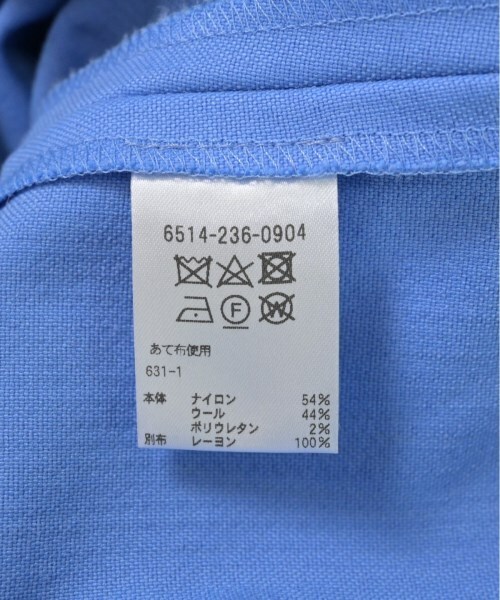 6514-236-0904
F W
あて布使用
631-1
本体 ナイロン 54%
ウール 44%
ポリウレタン 2%
別布 レーヨン 100%